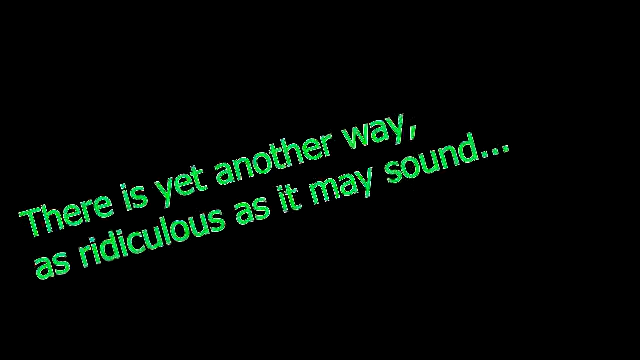 There is yet another way,
as ridiculous as it may sound...